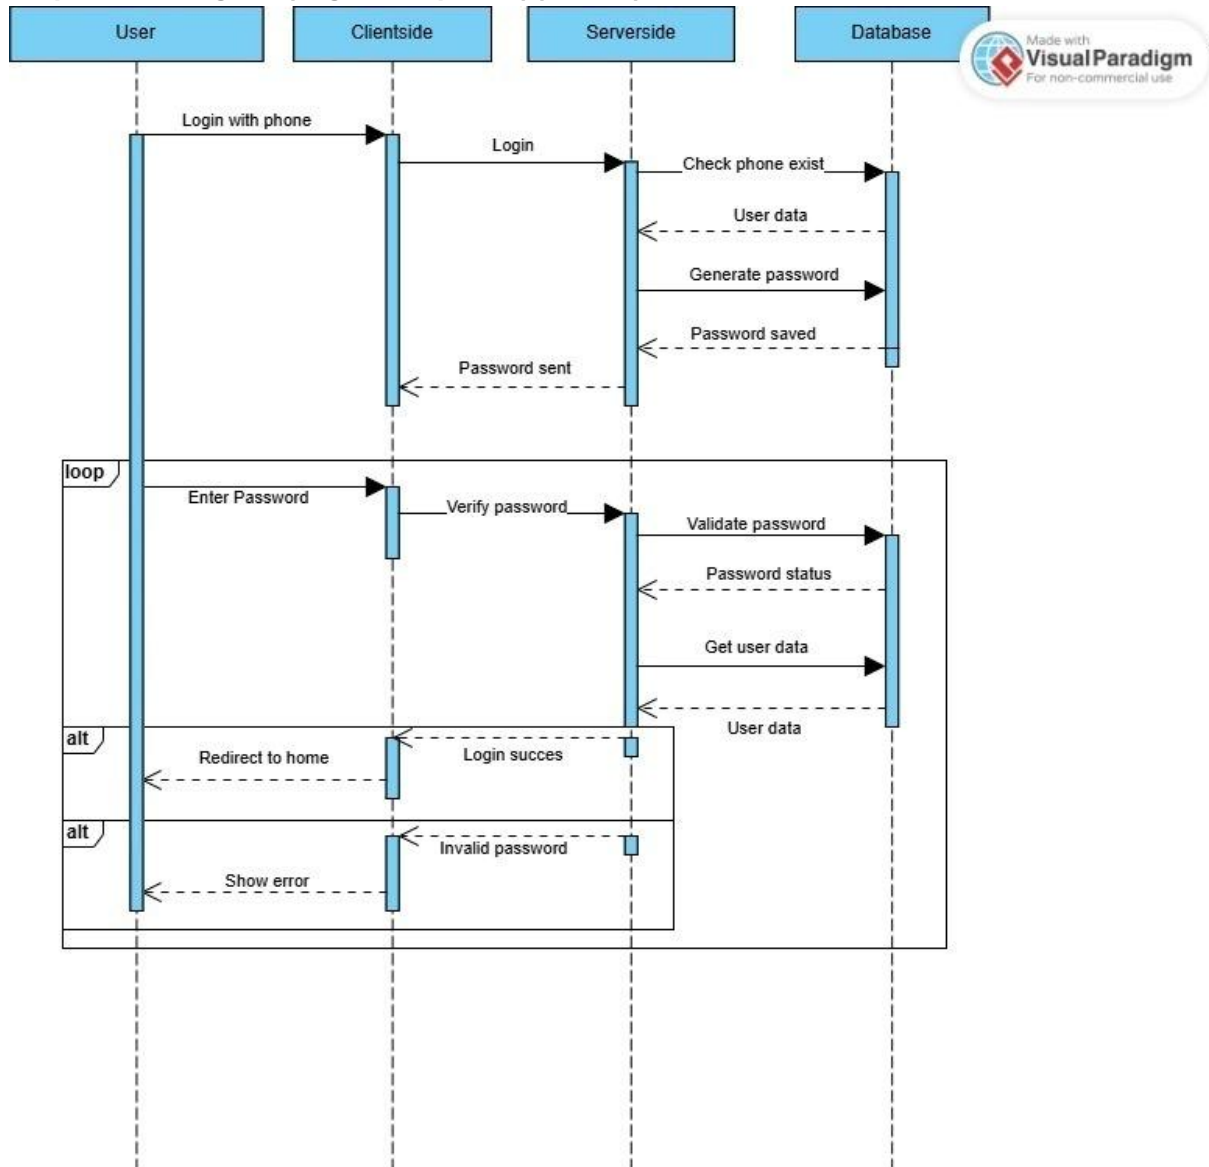 User
Clientside
Serverside
Database
Made with
VisualParadigm
For non-commercial use
Login with phone
Login
Check phone exist
User data
Generate password
Password saved
Password sent
loop
Enter Password
Verify password
Validate password
Password status
Get user data
User data
alt
Login succes
Redirect to home
alt
Invalid password
Show error